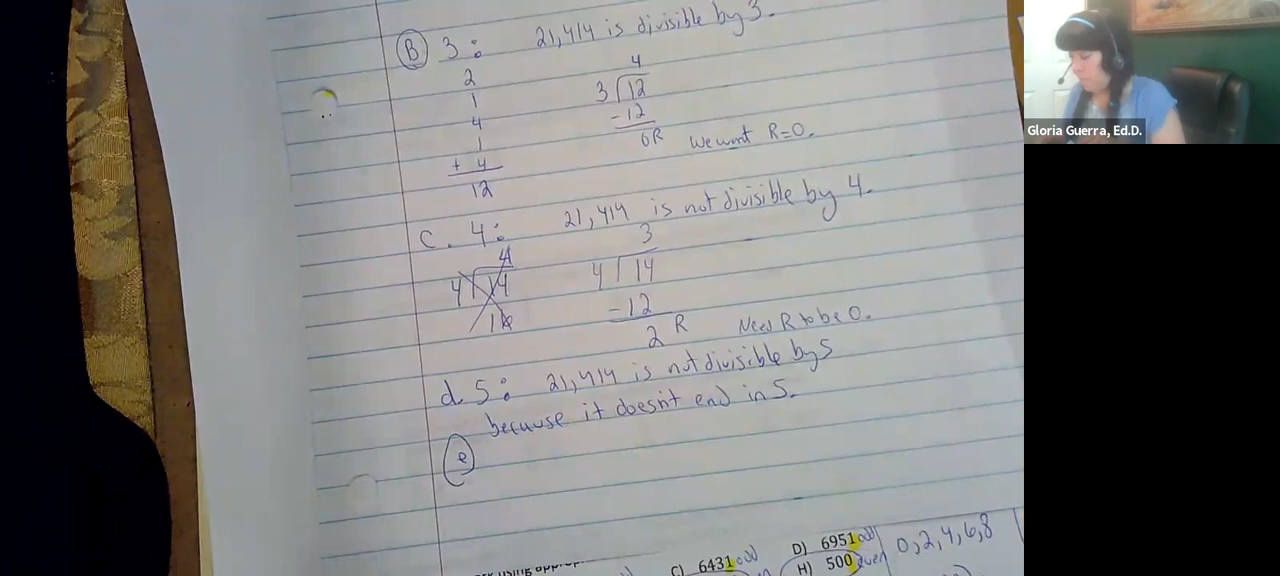 B 3: 21,414 is divisible by 3.
2
1
4
1
+ 4
12
4
3 12
-12
0R We want R=0.
C. 4: 21,414 is not divisible by 4.
4
4 14
16
3
4 14
-12
2 R Need R to be 0.
d. 5: 21,414 is not divisible by 5
because it doesn't end in 5.
e
C) 6431 odd
D) 6951 odd
H) 500 even
0,2,4,6,8
Gloria Guerra, Ed.D.